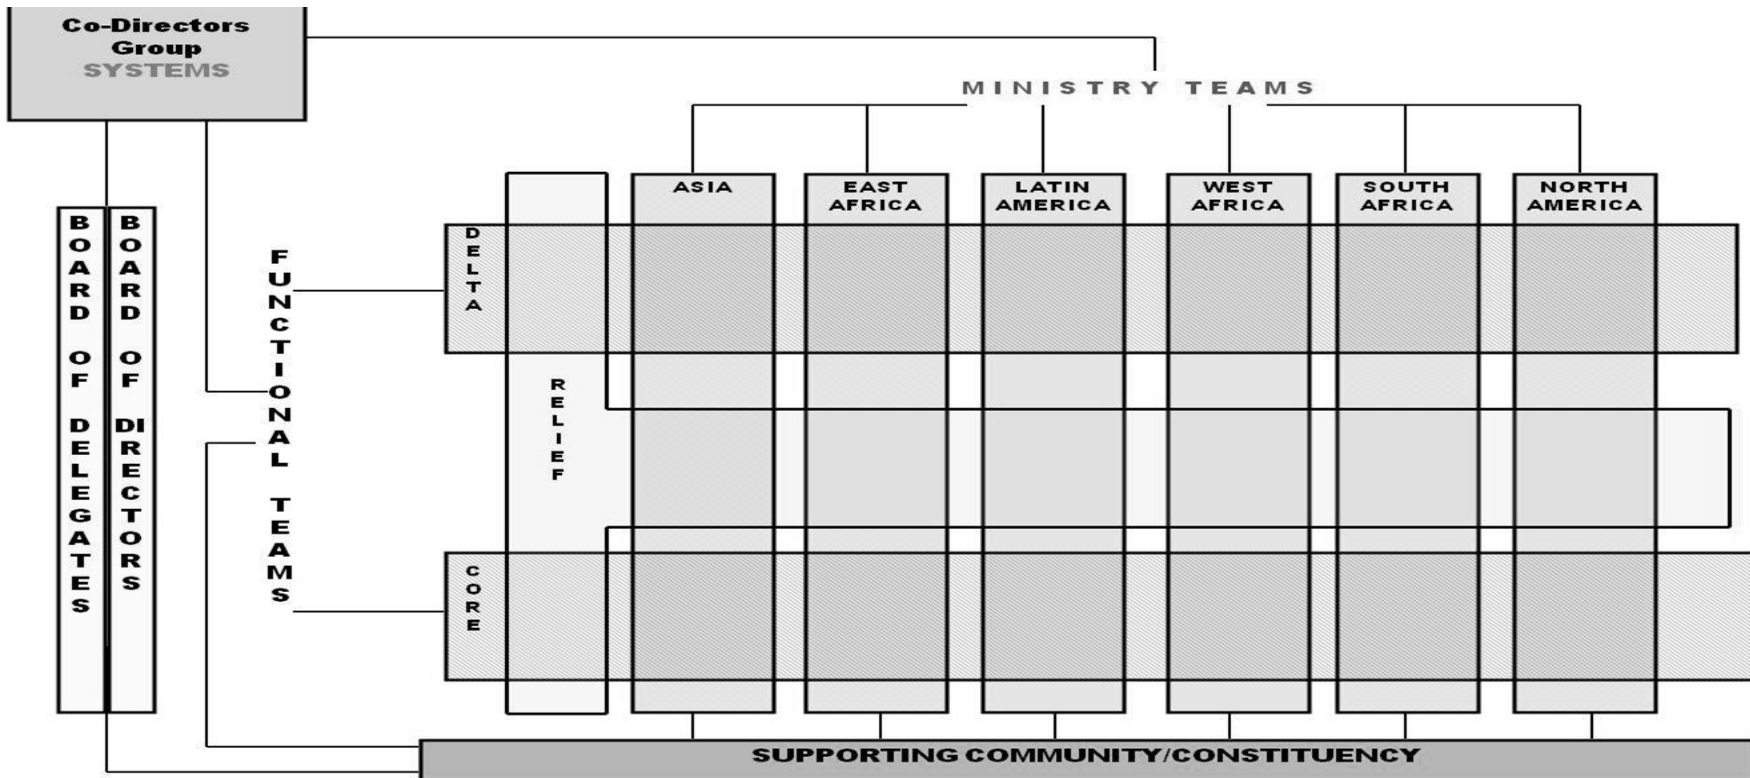 Co-Directors
Group
SYSTEMS
MINISTRY TEAMS
ASIA
EAST
AFRICA
LATIN
AMERICA
WEST
AFRICA
SOUTH
AFRICA
NORTH
AMERICA
BOARD OF DELEGATES
BOARD OF DIRECTORS
FUNCTIONAL TEAMS
DELTA
RELIEF
CORE
SUPPORTING COMMUNITY/CONSTITUENCY